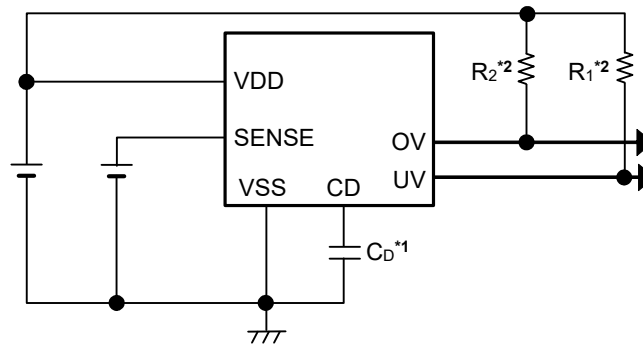 VDD
R2*2
R1*2
SENSE
OV
VSS
CD
UV
CD*1